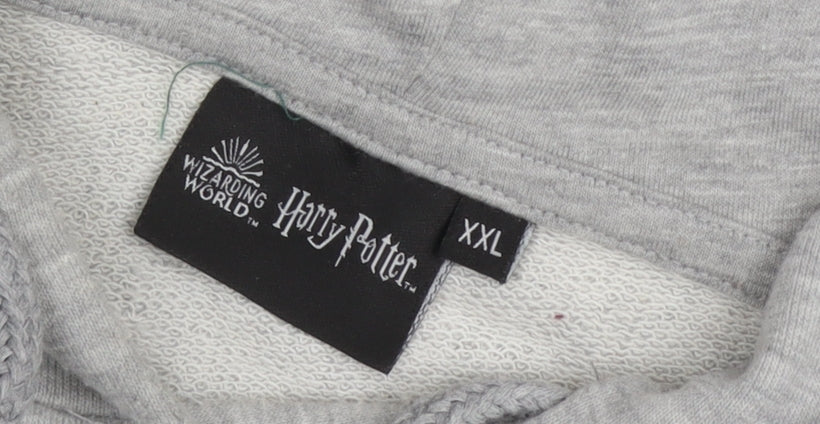 WIZARDING
WORLD™
Harry Potter™
XXL